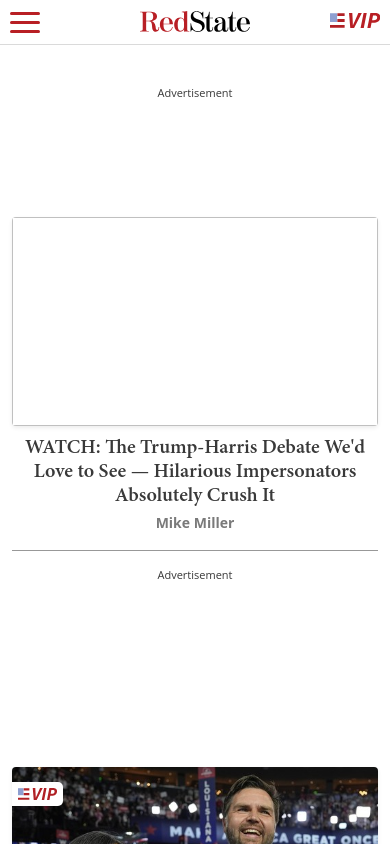 RedState
VIP
Advertisement
WATCH: The Trump-Harris Debate We'd
Love to See — Hilarious Impersonators
Absolutely Crush It
Mike Miller
Advertisement
VIP
LOUISIANA
MA
CA GREAT ONCE